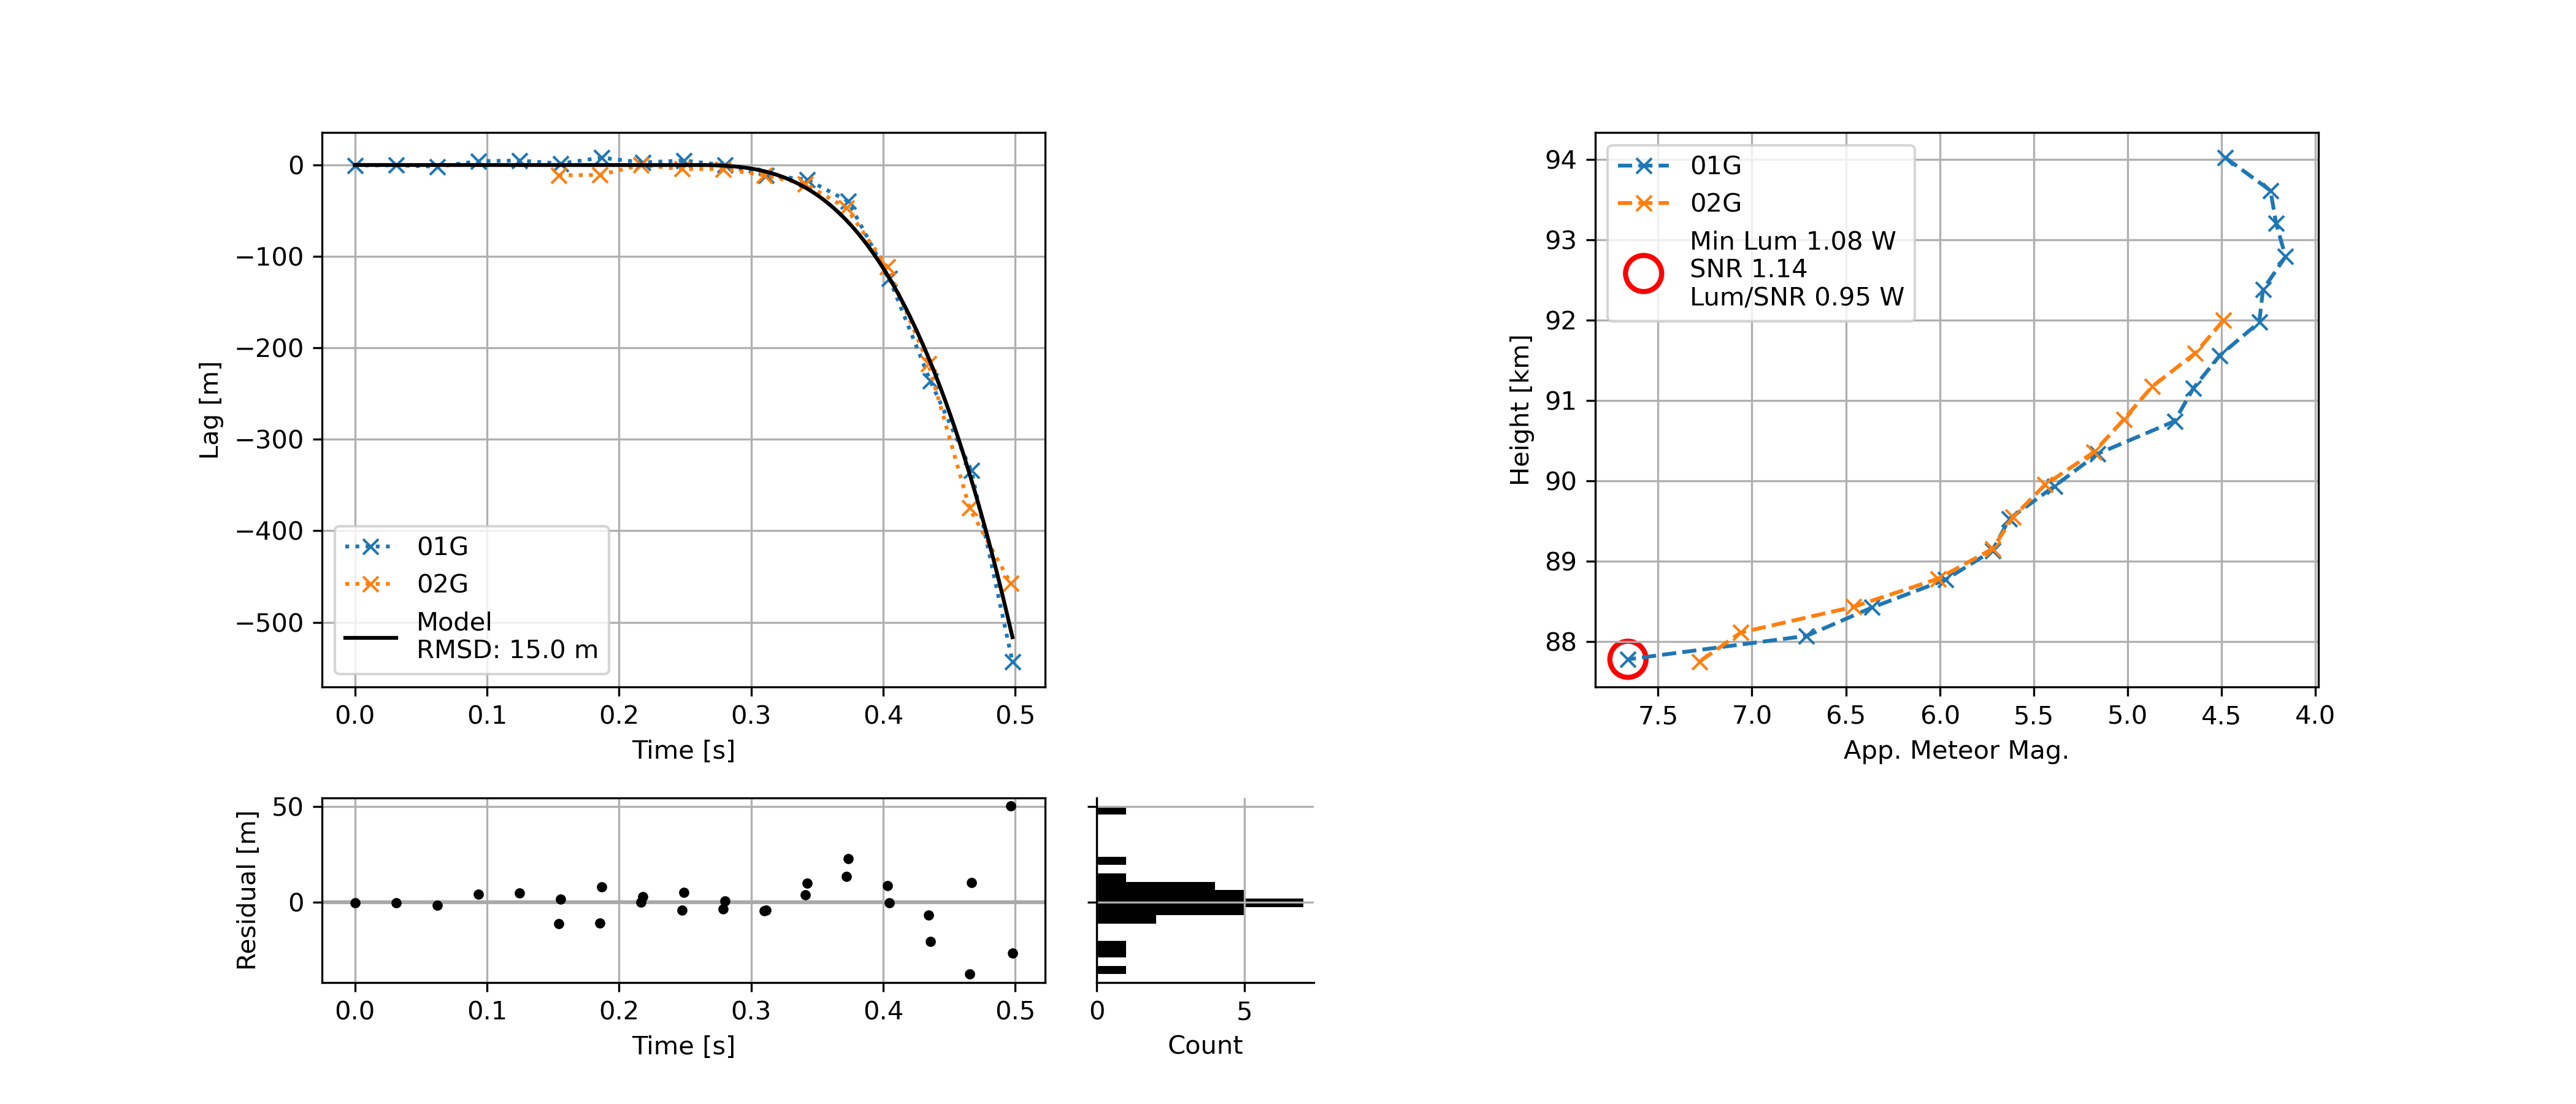 0
−100
−200
−300
−400
−500
Lag [m]
01G
02G
Model
RMSD: 15.0 m
0.0 0.1 0.2 0.3 0.4 0.5
Time [s]
94
93
92
91
90
89
88
Height [km]
01G
02G
Min Lum 1.08 W
SNR 1.14
Lum/SNR 0.95 W
7.5 7.0 6.5 6.0 5.5 5.0 4.5 4.0
App. Meteor Mag.
50
0
Residual [m]
0.0 0.1 0.2 0.3 0.4 0.5
Time [s]
0 5
Count